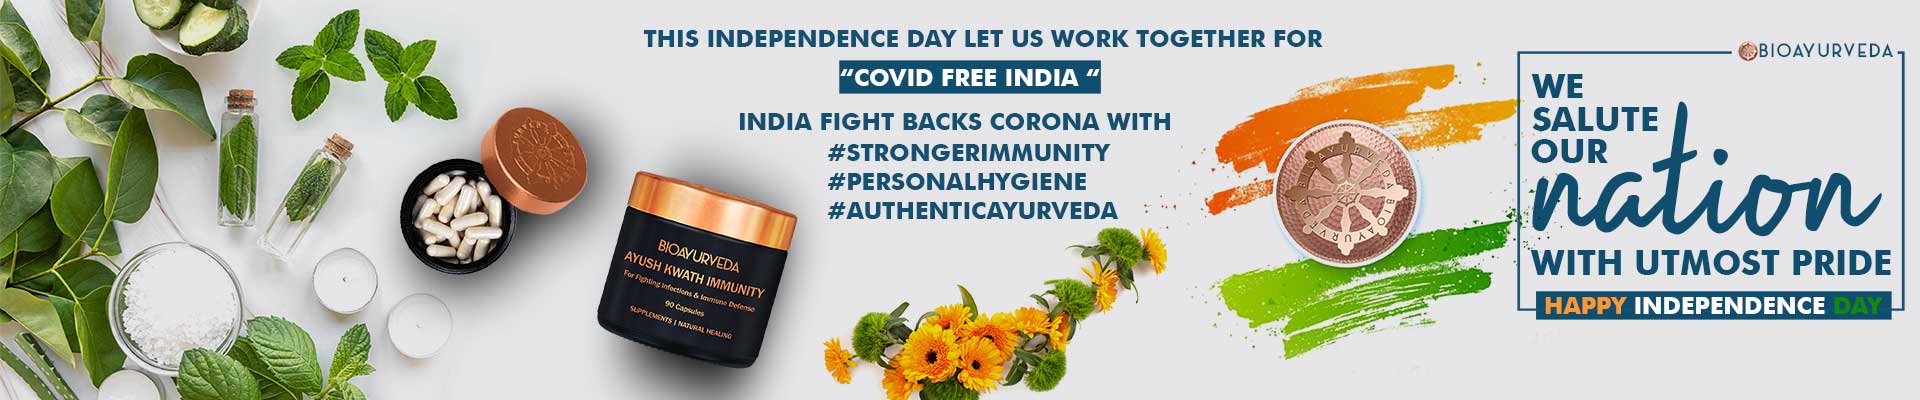 THIS INDEPENDENCE DAY LET US WORK TOGETHER FOR
“COVID FREE INDIA “
INDIA FIGHT BACKS CORONA WITH
#STRONGERIMMUNITY
#PERSONALHYGIENE
#AUTHENTICAYURVEDA
BIOAYURVEDA
AYUSH KWATH IMMUNITY
For Fighting Infections & Immune Defense
90 Capsules
SUPPLEMENTS | NATURAL HEALING
BIOAYURVEDA BIOAYURVEDA
BIOAYURVEDA
WE
SALUTE
OUR
nation
WITH UTMOST PRIDE
HAPPY INDEPENDENCE DAY